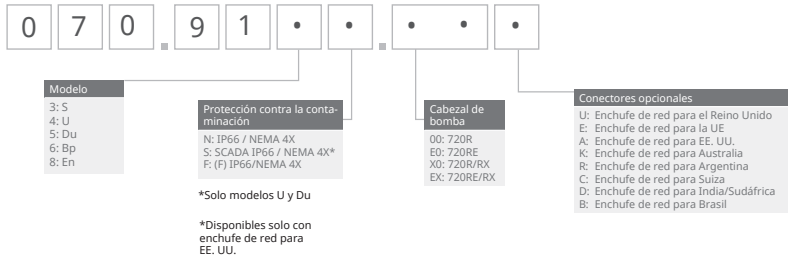 0 7 0 . 9 1 • • . • • •
Modelo
3: S
4: U
5: Du
6: Bp
8: En
Protección contra la conta-
minación
N: IP66 / NEMA 4X
S: SCADA IP66 / NEMA 4X*
F: (F) IP66/NEMA 4X
*Solo modelos U y Du
*Disponibles solo con
enchufe de red para
EE. UU.
Cabezal de
bomba
00: 720R
E0: 720RE
X0: 720R/RX
EX: 720RE/RX
Conectores opcionales
U: Enchufe de red para el Reino Unido
E: Enchufe de red para la UE
A: Enchufe de red para EE. UU.
K: Enchufe de red para Australia
R: Enchufe de red para Argentina
C: Enchufe de red para Suiza
D: Enchufe de red para India/Sudáfrica
B: Enchufe de red para Brasil